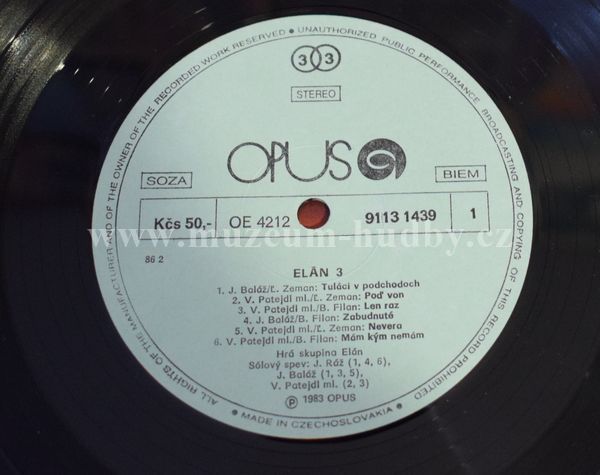 ALL RIGHTS OF THE MANUFACTURER AND OF THE OWNER OF THE RECORDED WORK RESERVED • UNAUTHORIZED PUBLIC PERFORMANCE BROADCASTING AND COPYING OF THIS RECORD PROHIBITED
33
STEREO
OPUS
SOZA
BIEM
Kčs 50,- OE 4212 9113 1439 1
www.muzeum-hudby.cz
86 2
ELÁN 3
1. J. Baláž/Ľ. Zeman: Tuláci v podchodoch
2. V. Patejdl ml./Ľ. Zeman: Poď von
3. V. Patejdl ml./B. Filan: Len raz
4. J. Baláž/B. Filan: Zabudnuté
5. V. Patejdl ml./Ľ. Zeman: Nevera
6. V. Patejdl ml./B. Filan: Mám kým nemám
Hrá skupina Elán
Sólový spev: J. Ráž (1, 4, 6),
J. Baláž (1, 3, 5),
V. Patejdl ml. (2, 3)
℗ 1983 OPUS
• MADE IN CZECHOSLOVAKIA •